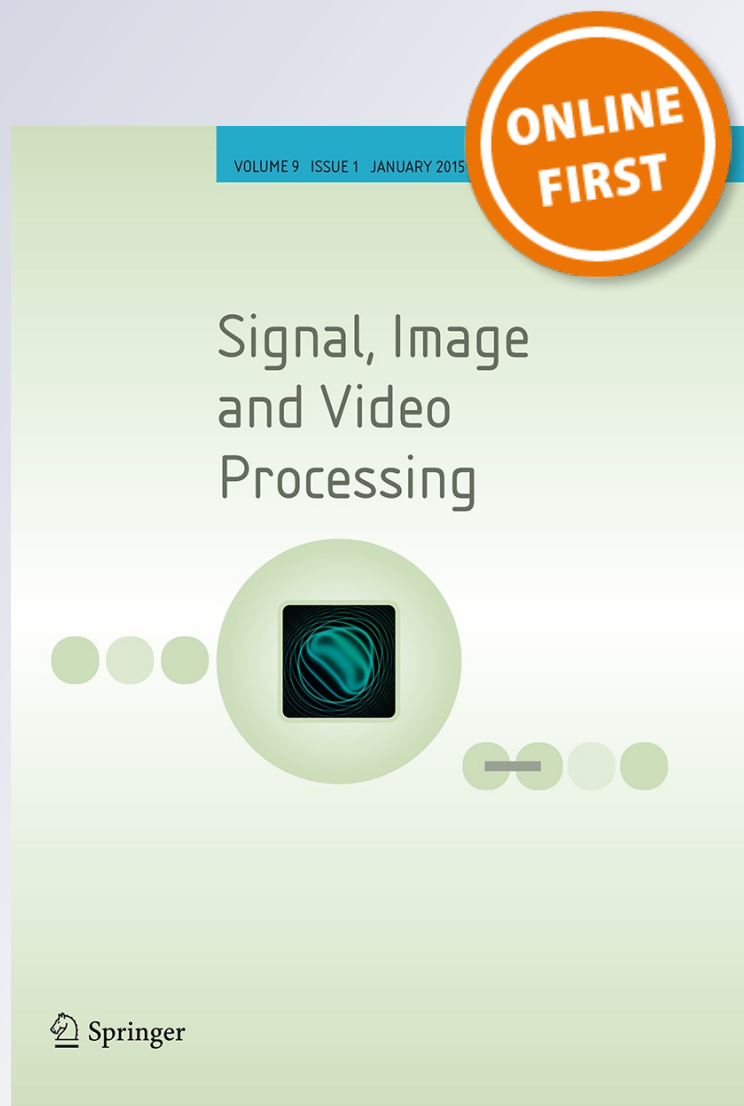 ONLINE
FIRST
VOLUME 9 ISSUE 1 JANUARY 2015
Signal, Image
and Video
Processing
Springer